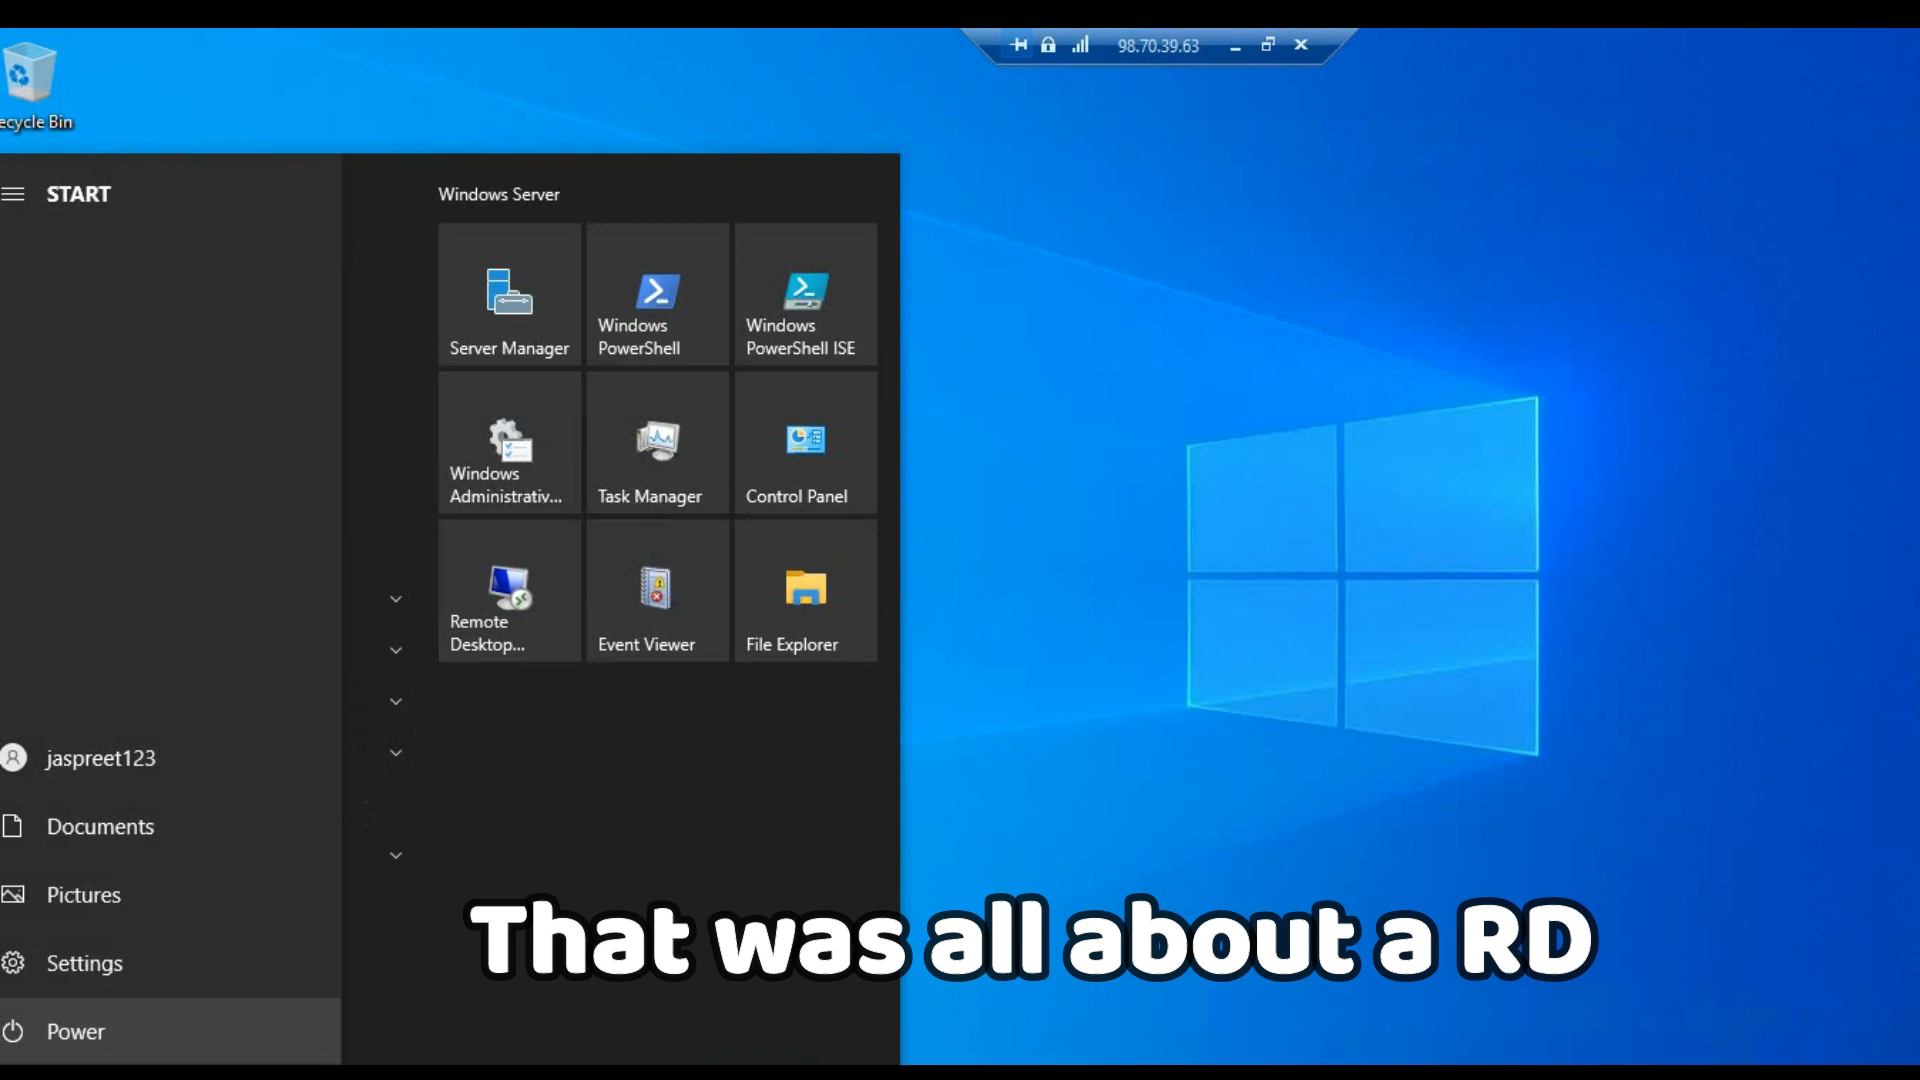 98.70.39.63
ecycle Bin
START
Windows Server
Server Manager
Windows
PowerShell
Windows
PowerShell ISE
Windows
Administrativ...
Task Manager
Control Panel
Remote
Desktop...
Event Viewer
File Explorer
jaspreet123
Documents
Pictures
Settings
Power
That was all about a RD